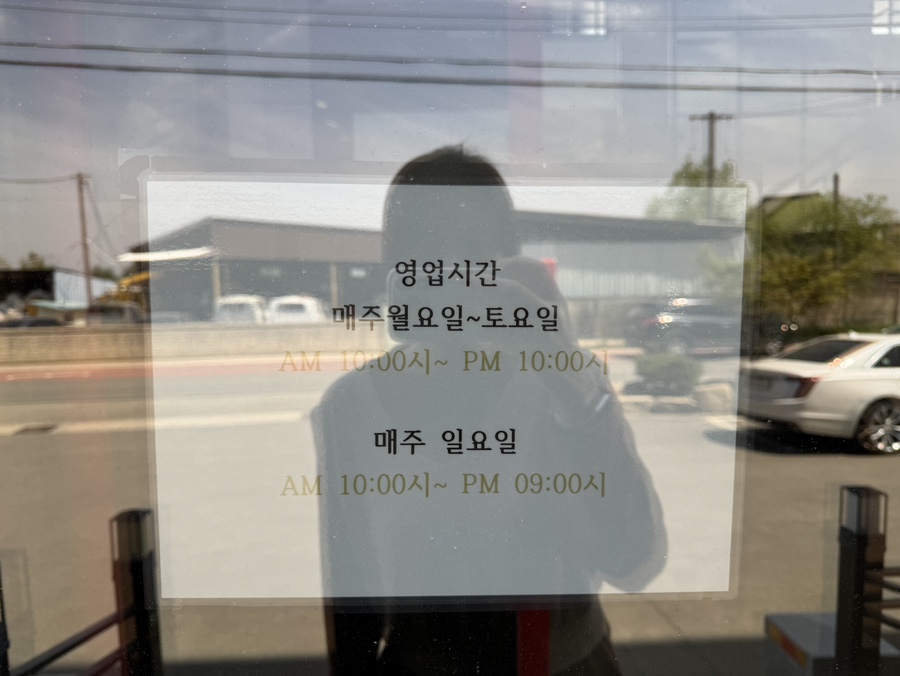 영업시간
매주월요일~토요일
AM 10:00시~ PM 10:00시
매주 일요일
AM 10:00시~ PM 09:00시